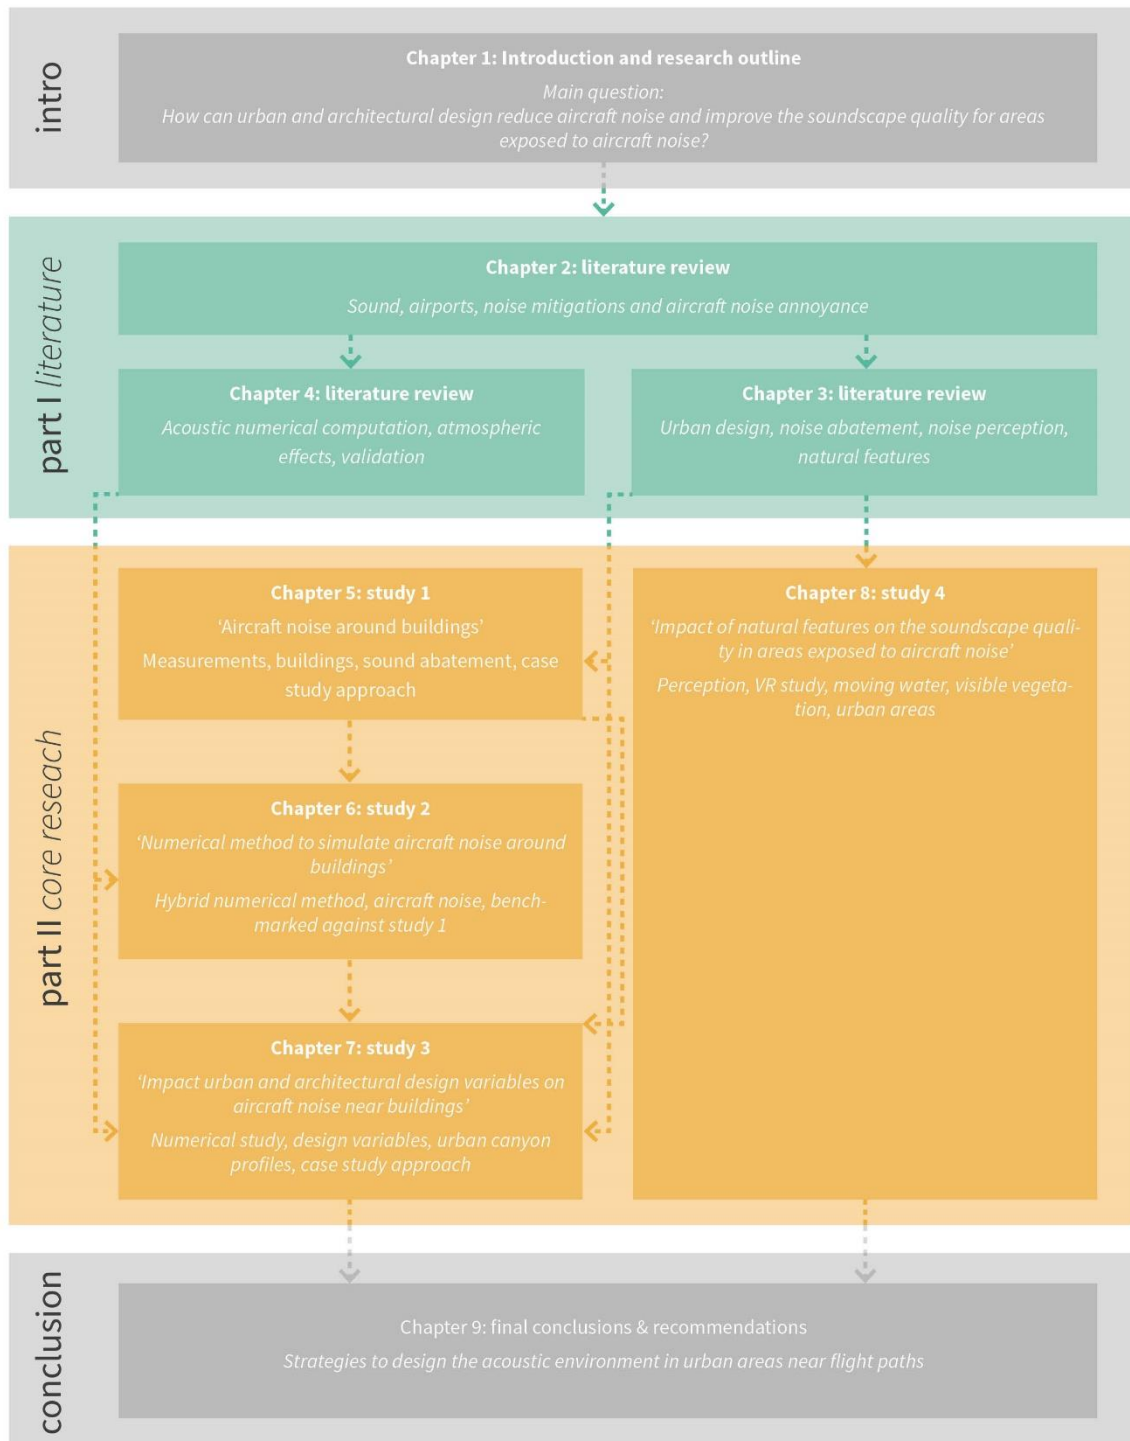 intro
Chapter 1: Introduction and research outline
Main question:
How can urban and architectural design reduce aircraft noise and improve the soundscape quality for areas
exposed to aircraft noise?
part I literature
Chapter 2: literature review
Sound, airports, noise mitigations and aircraft noise annoyance
Chapter 4: literature review
Acoustic numerical computation, atmospheric
effects, validation
Chapter 3: literature review
Urban design, noise abatement, noise perception,
natural features
part II core reseach
Chapter 5: study 1
‘Aircraft noise around buildings’
Measurements, buildings, sound abatement, case
study approach
Chapter 8: study 4
‘Impact of natural features on the soundscape quali-
ty in areas exposed to aircraft noise’
Perception, VR study, moving water, visible vegeta-
tion, urban areas
Chapter 6: study 2
‘Numerical method to simulate aircraft noise around
buildings’
Hybrid numerical method, aircraft noise, bench-
marked against study 1
Chapter 7: study 3
‘Impact urban and architectural design variables on
aircraft noise near buildings’
Numerical study, design variables, urban canyon
profiles, case study approach
conclusion
Chapter 9: final conclusions & recommendations
Strategies to design the acoustic environment in urban areas near flight paths